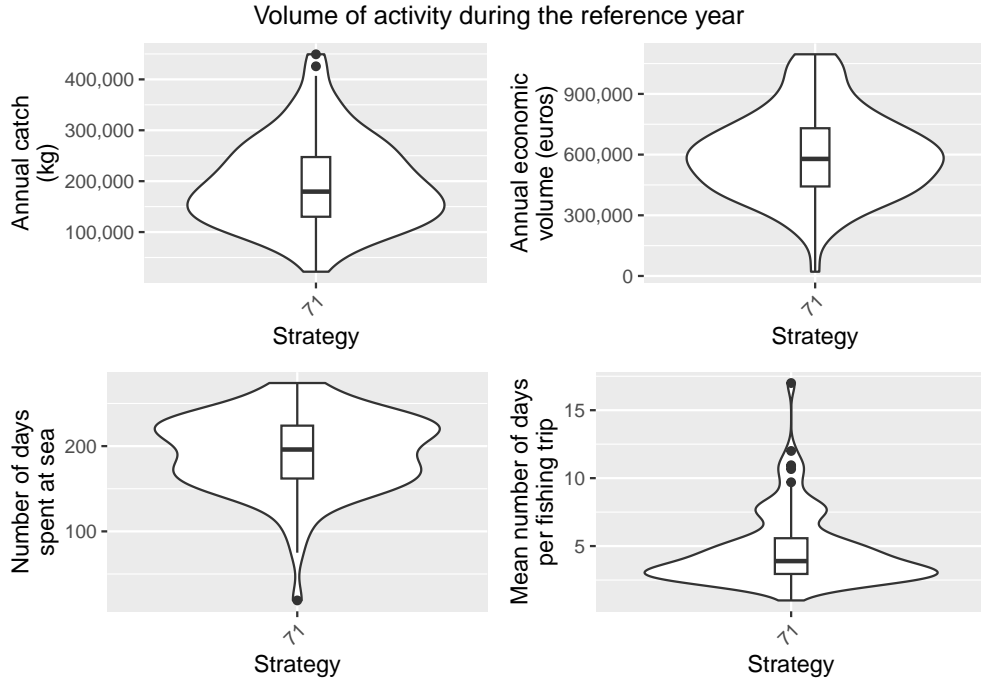 Volume of activity during the reference year
Annual catch
(kg)
400,000
300,000
200,000
100,000
71
Strategy
Annual economic
volume (euros)
900,000
600,000
300,000
0
71
Strategy
Number of days
spent at sea
200
100
71
Strategy
Mean number of days
per fishing trip
15
10
5
71
Strategy